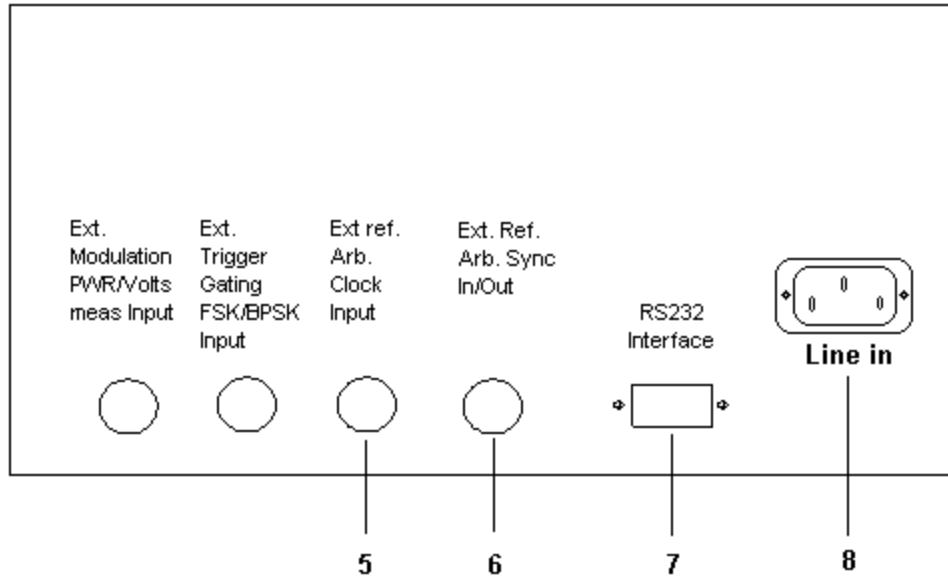 Ext.
Modulation
PWR/Volts
meas Input
Ext.
Trigger
Gating
FSK/BPSK
Input
Ext ref.
Arb.
Clock
Input
Ext. Ref.
Arb. Sync
In/Out
RS232
Interface
Line in
5
6
7
8